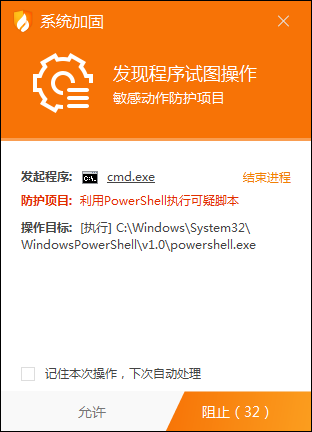 系统加固
发现程序试图操作
敏感动作防护项目
发起程序: C:\. cmd.exe 结束进程
防护项目: 利用PowerShell执行可疑脚本
操作目标: [执行] C:\Windows\System32\
WindowsPowerShell\v1.0\powershell.exe
记住本次操作，下次自动处理
允许 阻止（32）